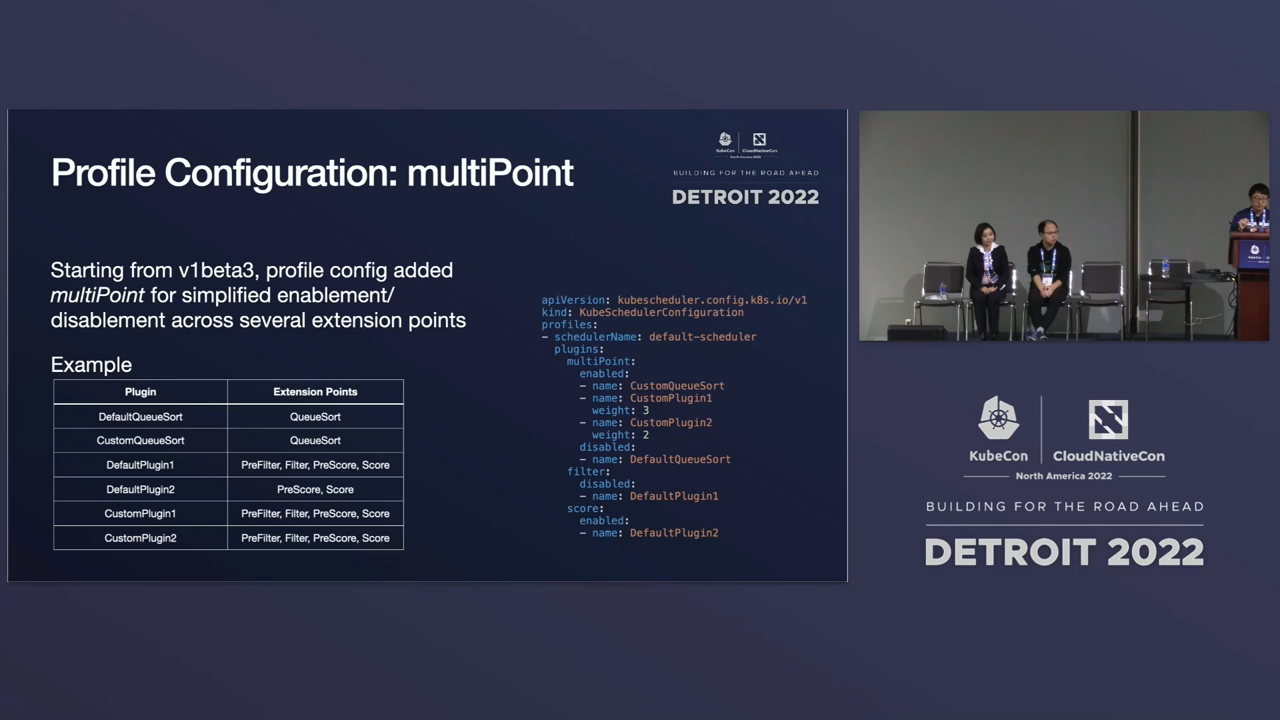 Profile Configuration: multiPoint
KubeCon
CloudNativeCon
North America 2022
BUILDING FOR THE ROAD AHEAD
DETROIT 2022
Starting from v1beta3, profile config added
multiPoint for simplified enablement/
disablement across several extension points
Example
Plugin Extension Points
DefaultQueueSort QueueSort
CustomQueueSort QueueSort
DefaultPlugin1 PreFilter, Filter, PreScore, Score
DefaultPlugin2 PreScore, Score
CustomPlugin1 PreFilter, Filter, PreScore, Score
CustomPlugin2 PreFilter, Filter, PreScore, Score
apiVersion: kubescheduler.config.k8s.io/v1
kind: KubeSchedulerConfiguration
profiles:
- schedulerName: default-scheduler
plugins:
multiPoint:
enabled:
- name: CustomQueueSort
- name: CustomPlugin1
weight: 3
- name: CustomPlugin2
weight: 2
disabled:
- name: DefaultQueueSort
filter:
disabled:
- name: DefaultPlugin1
score:
enabled:
- name: DefaultPlugin2
KubeCon
CloudNativeCon
North America 2022
BUILDING FOR THE ROAD AHEAD
DETROIT 2022